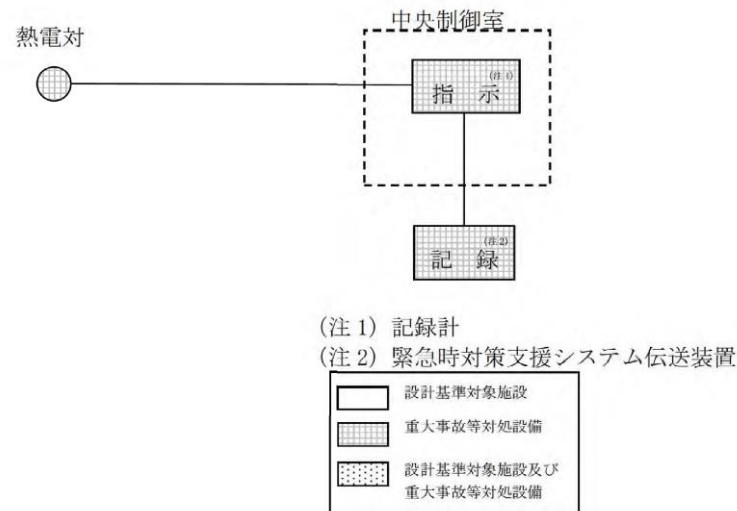 中央制御室
熱電対
指 示 (注1)
記 録 (注2)
(注1) 記録計
(注2) 緊急時対策支援システム伝送装置
設計基準対象施設
重大事故等対処設備
設計基準対象施設及び
重大事故等対処設備